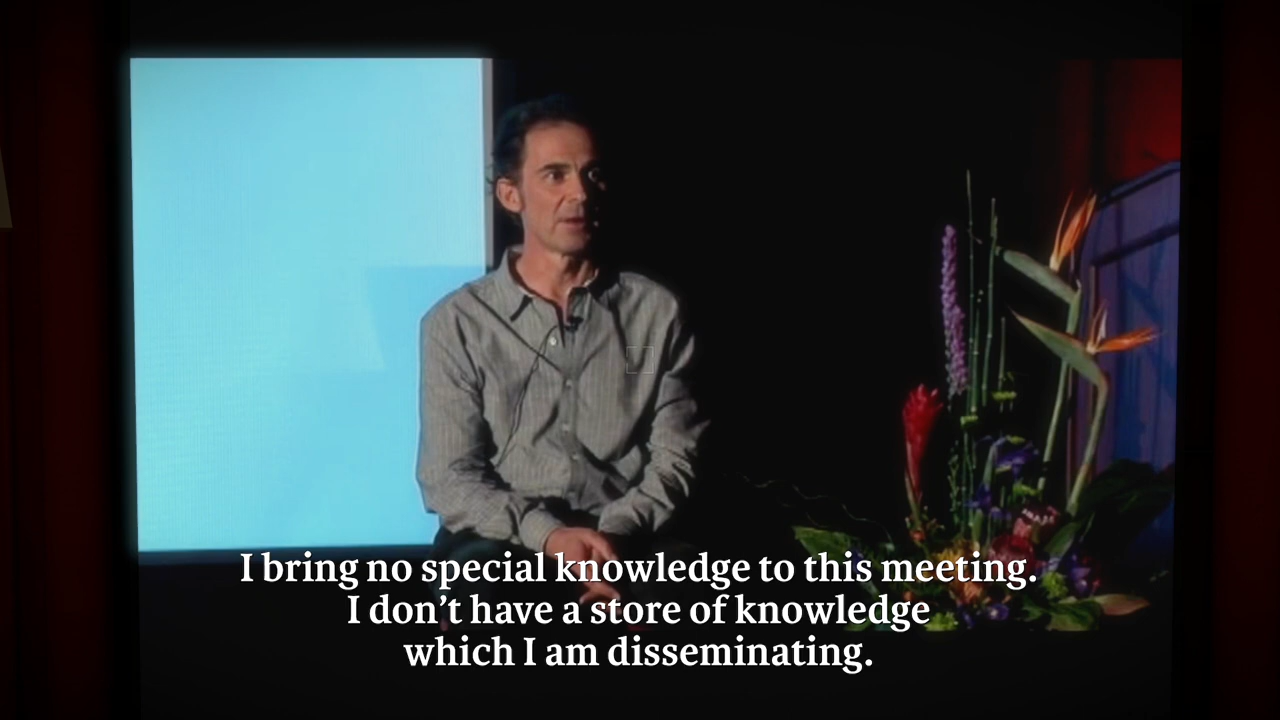 I bring no special knowledge to this meeting.
I don’t have a store of knowledge
which I am disseminating.